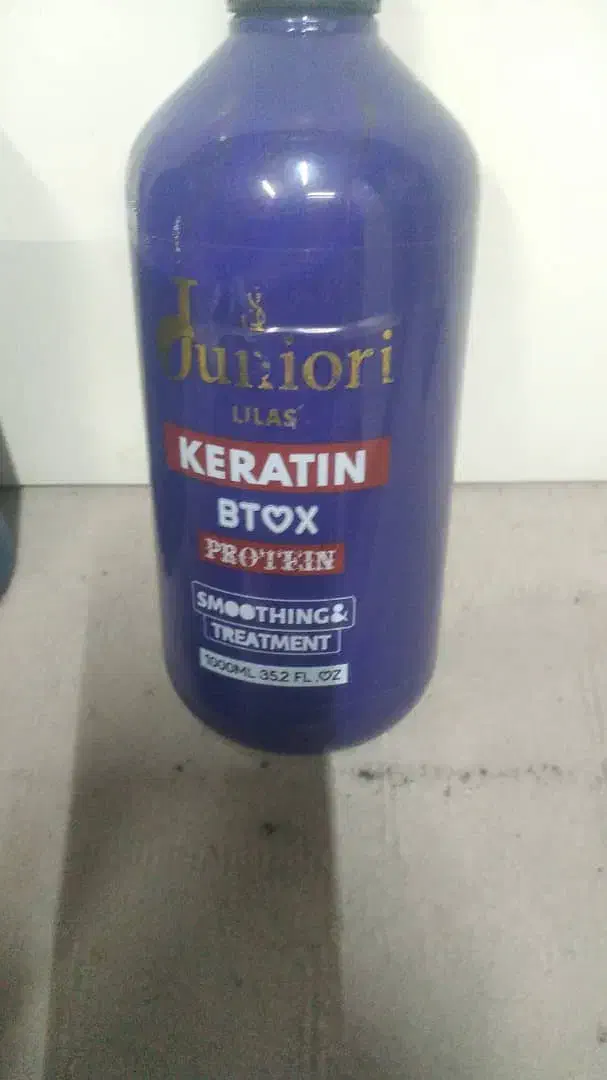 Juniori
LILAS
KERATIN
BTOX
PROTEIN
SMOOTHING&
TREATMENT
1000ML 35.2 FL .OZ